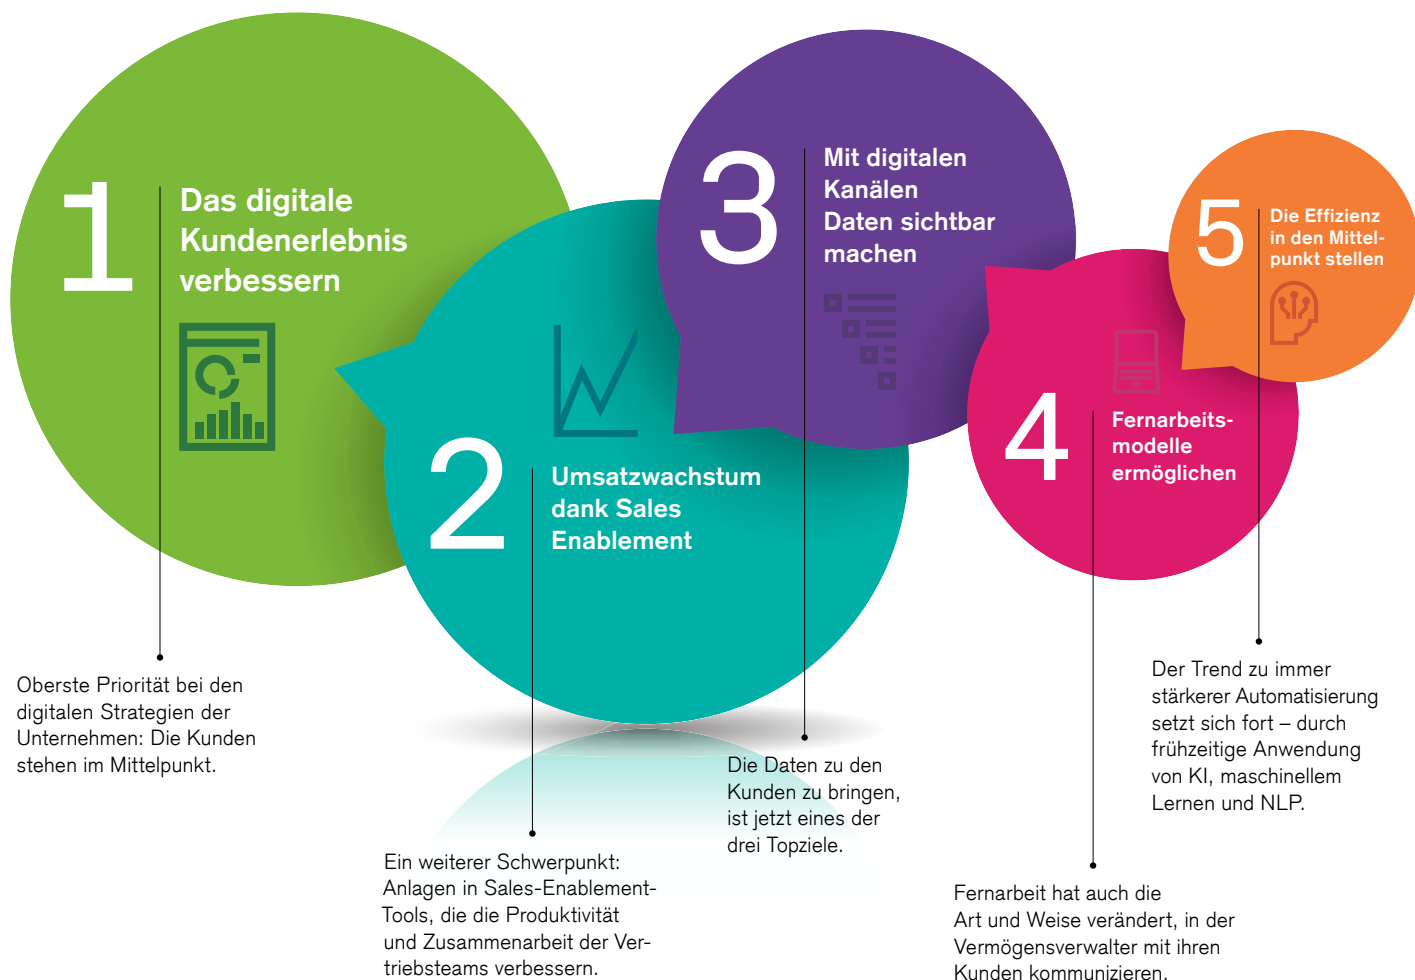 1
Das digitale
Kundenerlebnis
verbessern
Oberste Priorität bei den
digitalen Strategien der
Unternehmen: Die Kunden
stehen im Mittelpunkt.
2
Umsatzwachstum
dank Sales
Enablement
Ein weiterer Schwerpunkt:
Anlagen in Sales-Enablement-
Tools, die die Produktivität
und Zusammenarbeit der Ver-
triebsteams verbessern.
3
Mit digitalen
Kanälen
Daten sichtbar
machen
Die Daten zu den
Kunden zu bringen,
ist jetzt eines der
drei Topziele.
4
Fernarbeits-
modelle
ermöglichen
Fernarbeit hat auch die
Art und Weise verändert, in der
Vermögensverwalter mit ihren
Kunden kommunizieren.
5
Die Effizienz
in den Mittel-
punkt stellen
Der Trend zu immer
stärkerer Automatisierung
setzt sich fort – durch
frühzeitige Anwendung
von KI, maschinellem
Lernen und NLP.